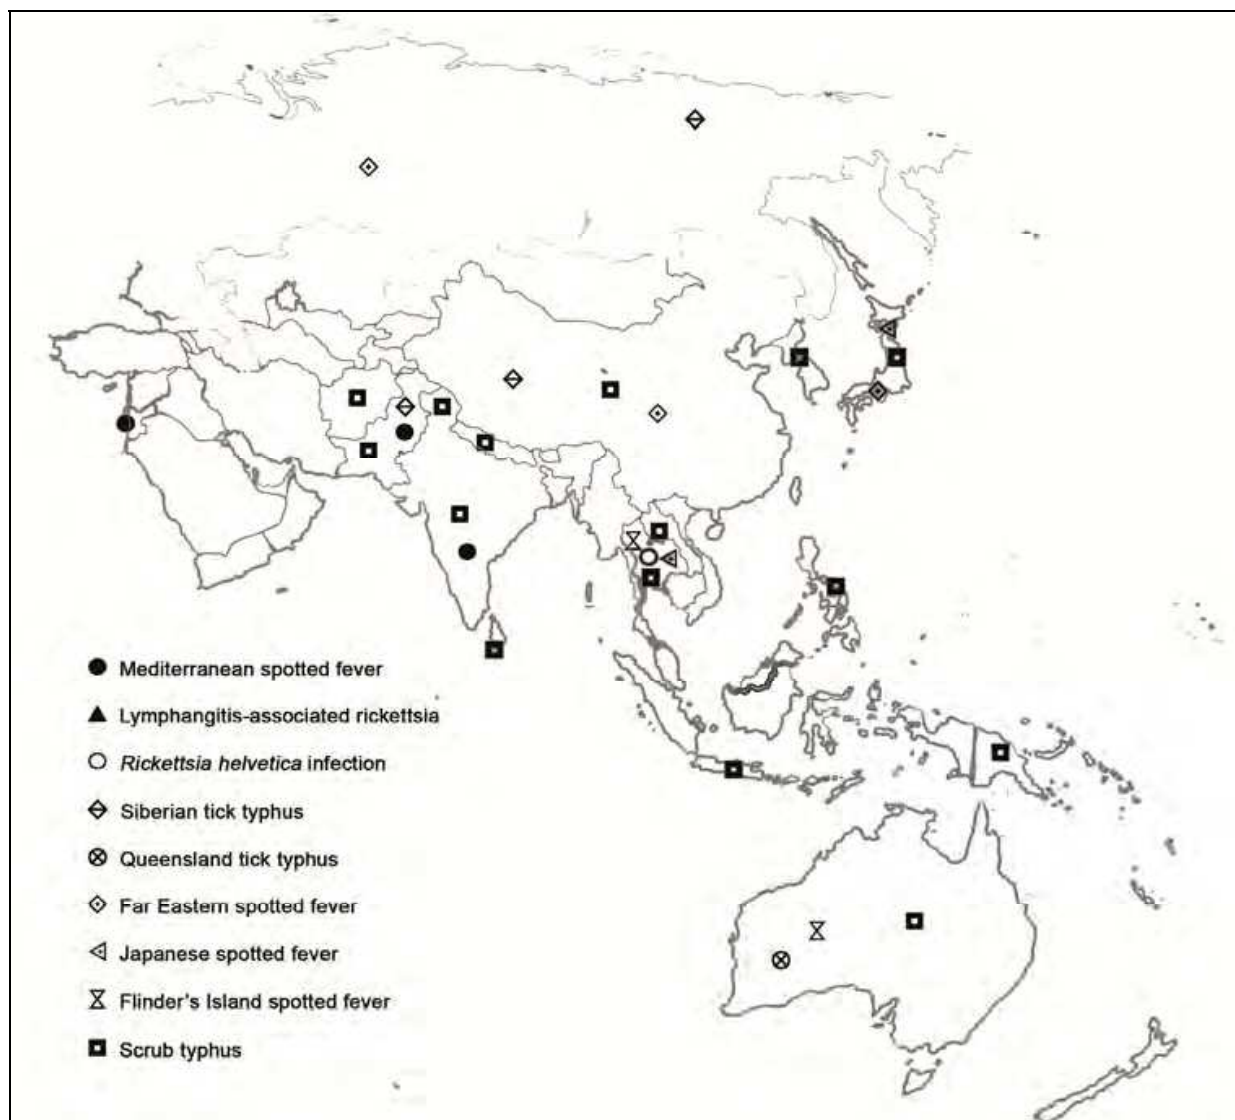 Mediterranean spotted fever
Lymphangitis-associated rickettsia
Rickettsia helvetica infection
Siberian tick typhus
Queensland tick typhus
Far Eastern spotted fever
Japanese spotted fever
Flinder's Island spotted fever
Scrub typhus